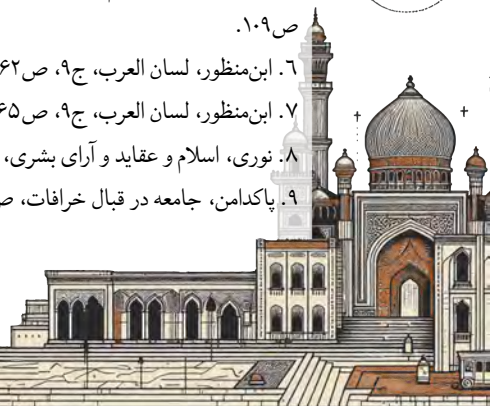 ص۱۰۹.
۶. ابن‌منظور، لسان العرب، ج۹، ص۶۲
۷. ابن‌منظور، لسان العرب، ج۹، ص۶۵
۸. نوری، اسلام و عقاید و آرای بشری،
۹. پاکدامن، جامعه در قبال خرافات، ص